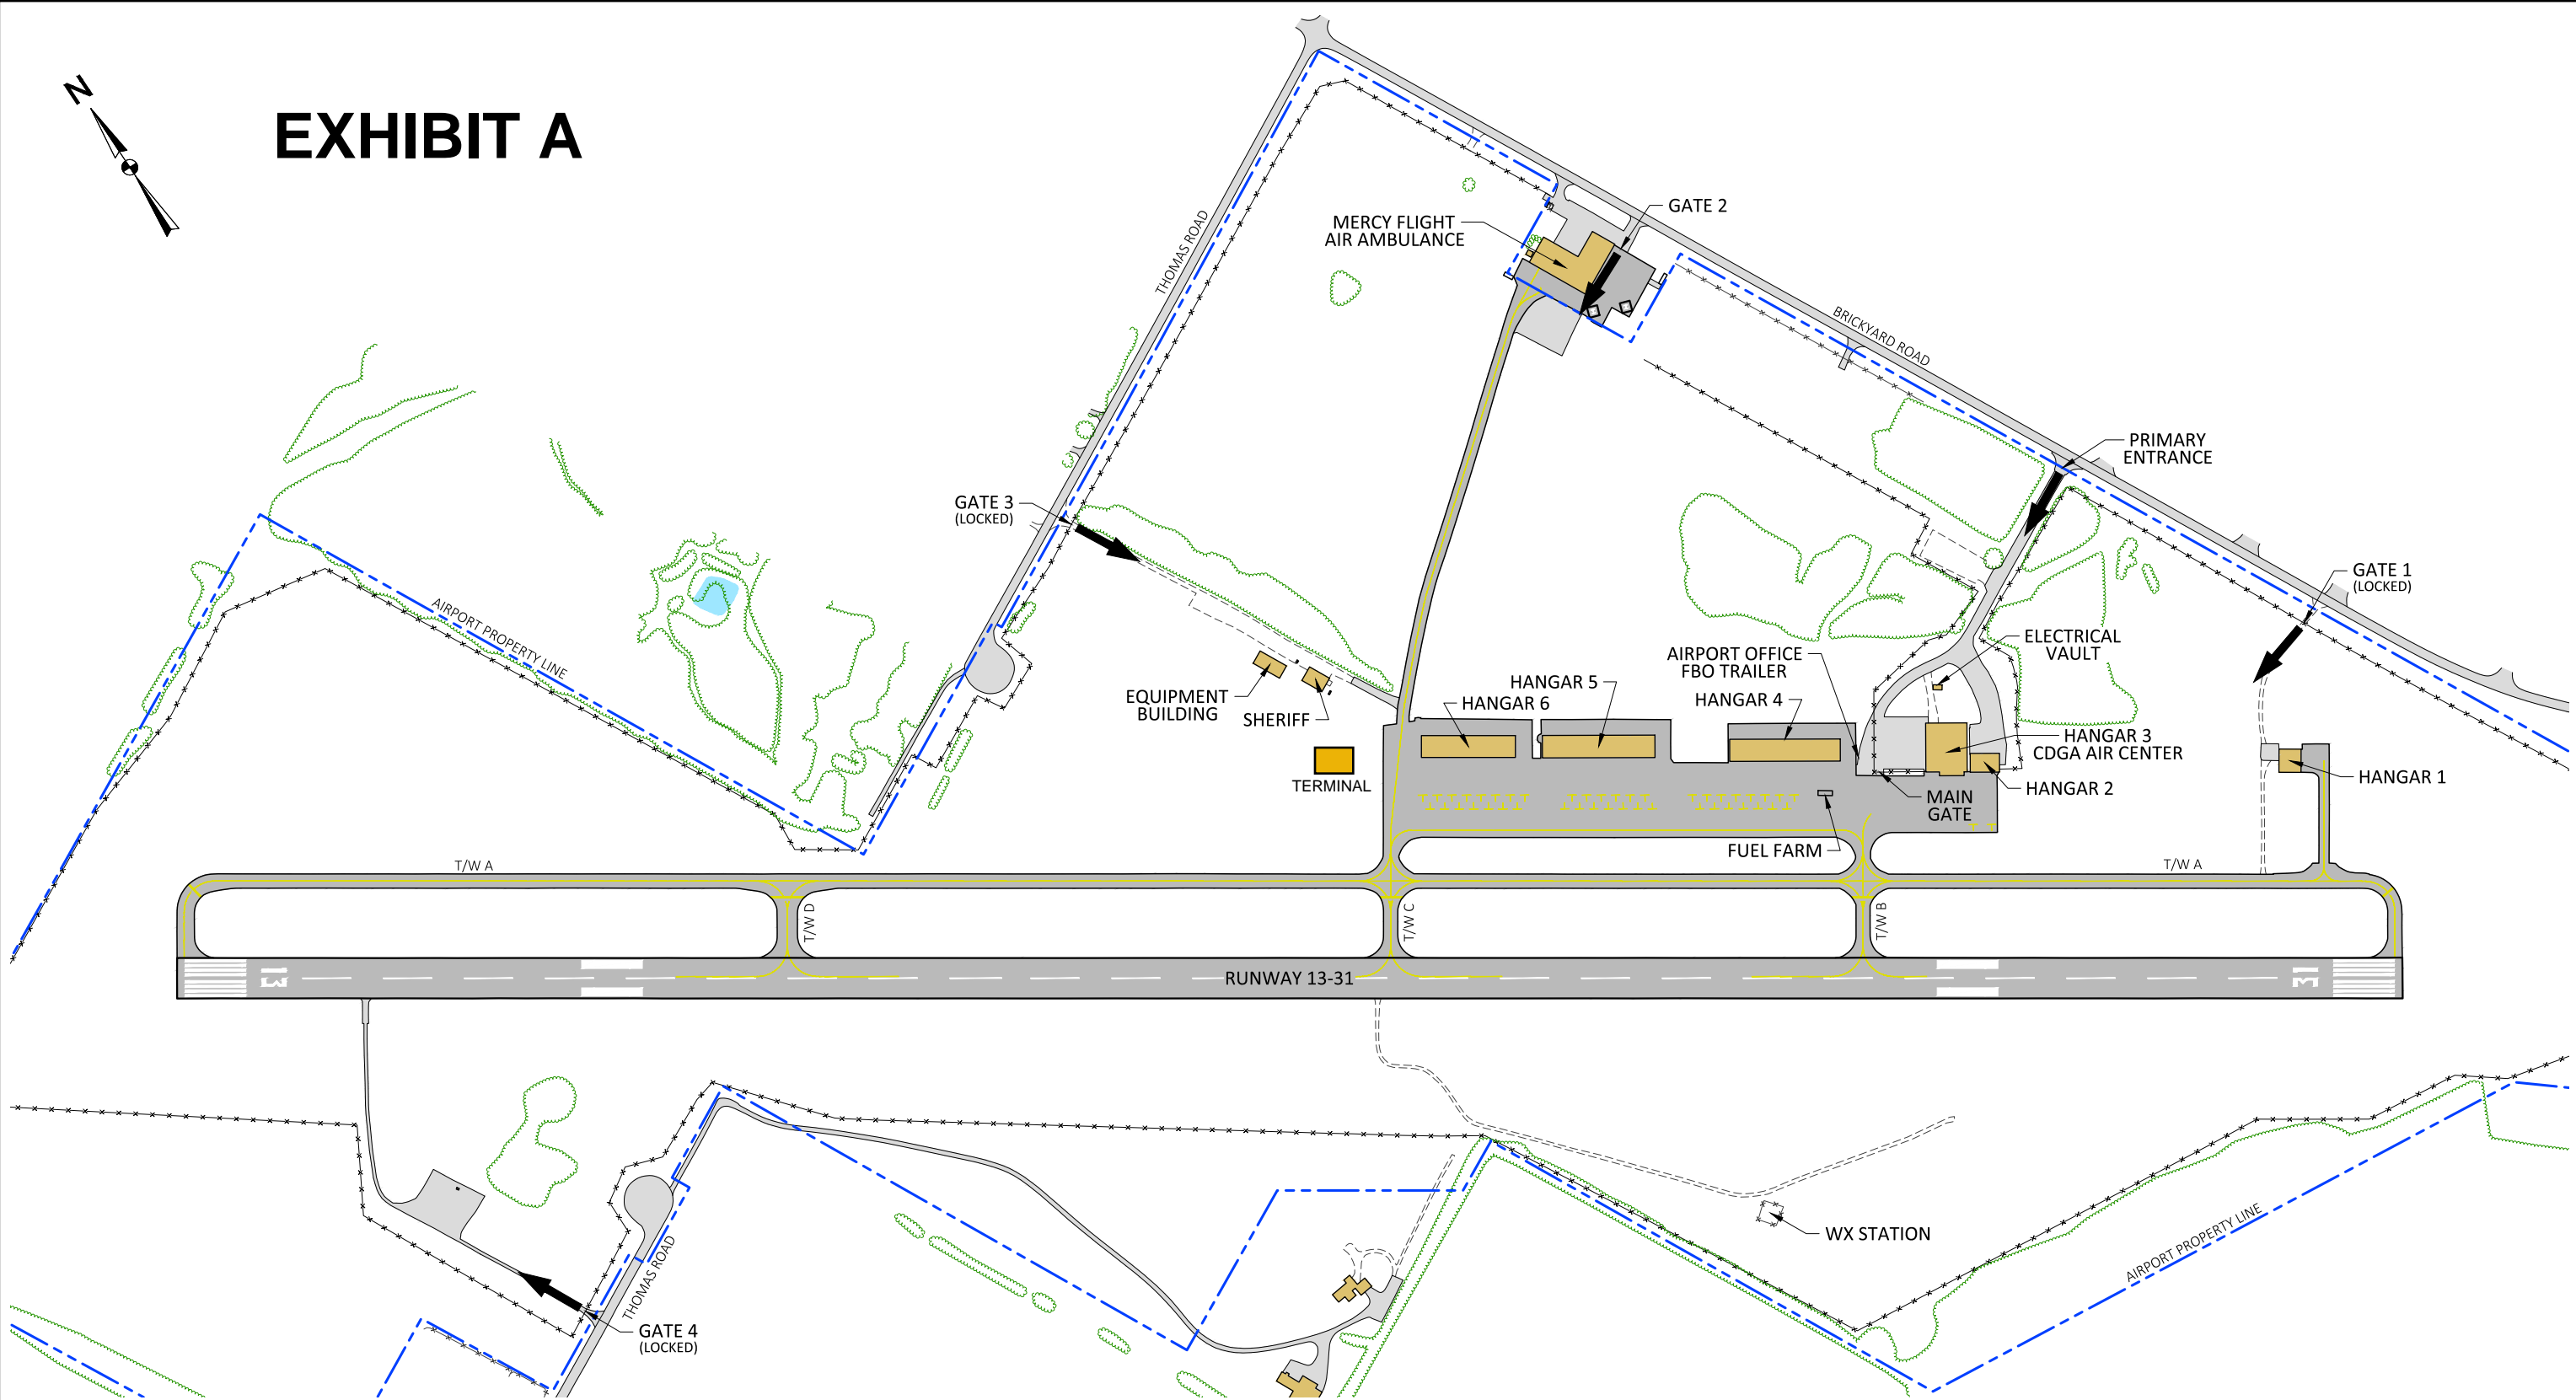 N
EXHIBIT A
THOMAS ROAD
MERCY FLIGHT
AIR AMBULANCE
GATE 2
BRICKYARD ROAD
PRIMARY
ENTRANCE
GATE 3
(LOCKED)
GATE 1
(LOCKED)
AIRPORT PROPERTY LINE
ELECTRICAL
VAULT
AIRPORT OFFICE
FBO TRAILER
EQUIPMENT
BUILDING
SHERIFF
HANGAR 5
HANGAR 6
HANGAR 4
HANGAR 3
CDGA AIR CENTER
TERMINAL
HANGAR 2
HANGAR 1
MAIN
GATE
FUEL FARM
T/W A
T/W A
T/W D
T/W C
T/W B
13
RUNWAY 13-31
31
WX STATION
AIRPORT PROPERTY LINE
THOMAS ROAD
GATE 4
(LOCKED)